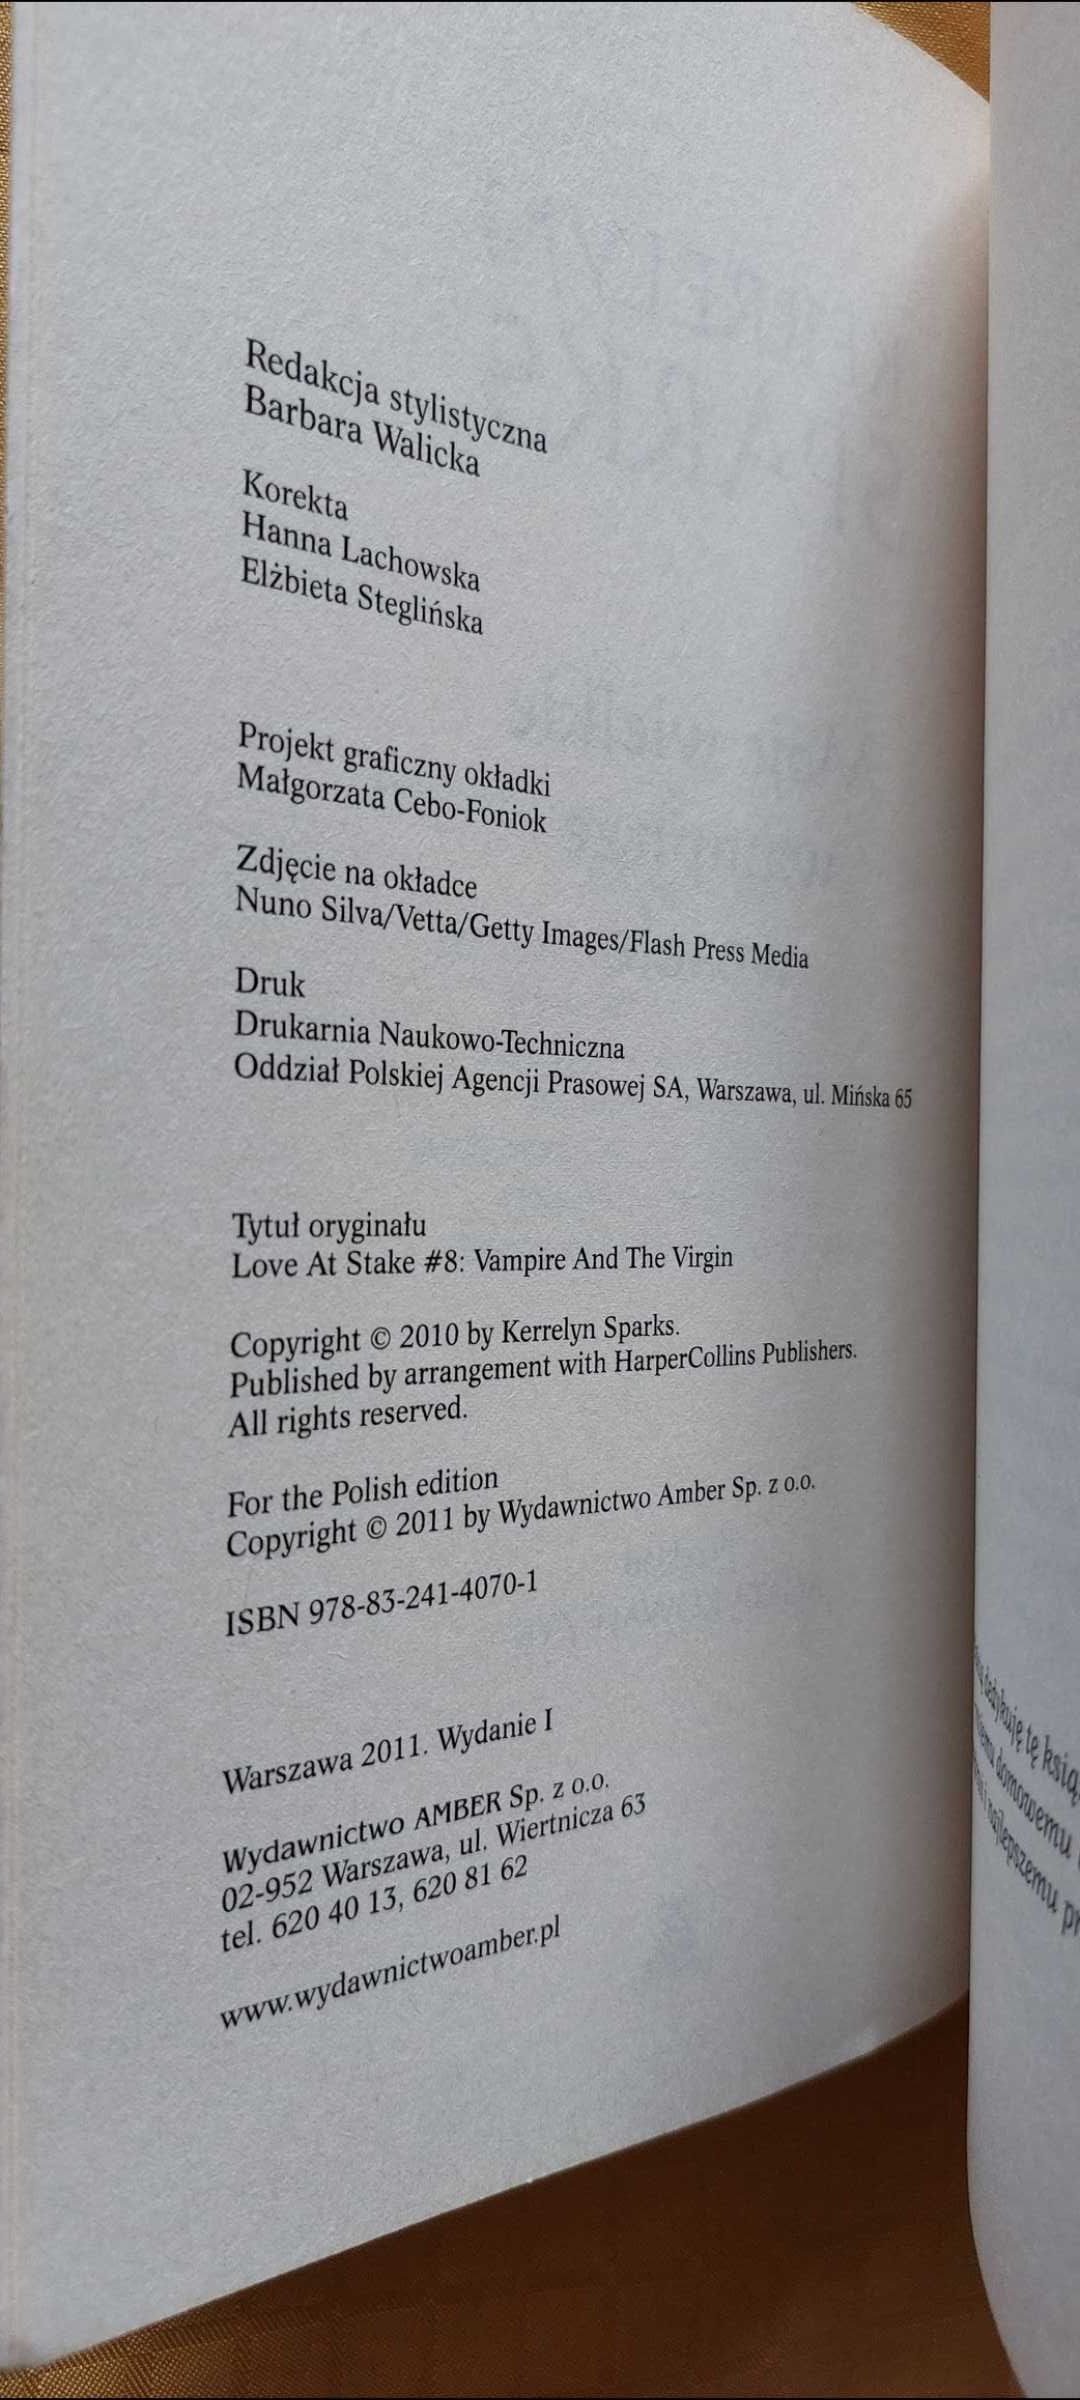 Redakcja stylistyczna
Barbara Walicka
Korekta
Hanna Lachowska
Elżbieta Steglińska
Projekt graficzny okładki
Małgorzata Cebo-Foniok
Zdjęcie na okładce
Nuno Silva/Vetta/Getty Images/Flash Press Media
Druk
Drukarnia Naukowo-Techniczna
Oddział Polskiej Agencji Prasowej SA, Warszawa, ul. Mińska 65
Tytuł oryginału
Love At Stake #8: Vampire And The Virgin
Copyright © 2010 by Kerrelyn Sparks.
Published by arrangement with HarperCollins Publishers.
All rights reserved.
For the Polish edition
Copyright © 2011 by Wydawnictwo Amber Sp. z o.o.
ISBN 978-83-241-4070-1
Warszawa 2011. Wydanie I
Wydawnictwo AMBER Sp. z o.o.
02-952 Warszawa, ul. Wiertnicza 63
tel. 620 40 13, 620 81 62
www.wydawnictwoamber.pl
dedykuję tę
domowemu
i najlepszemu